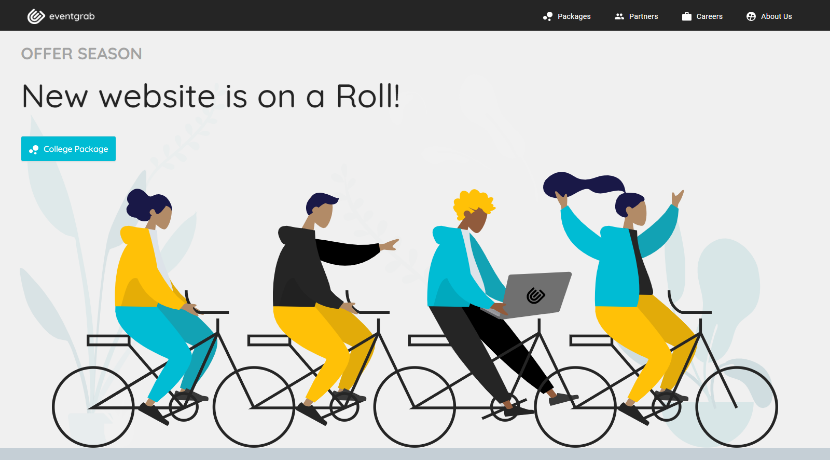 eventgrab
Packages
Partners
Careers
About Us
OFFER SEASON
New website is on a Roll!
College Package